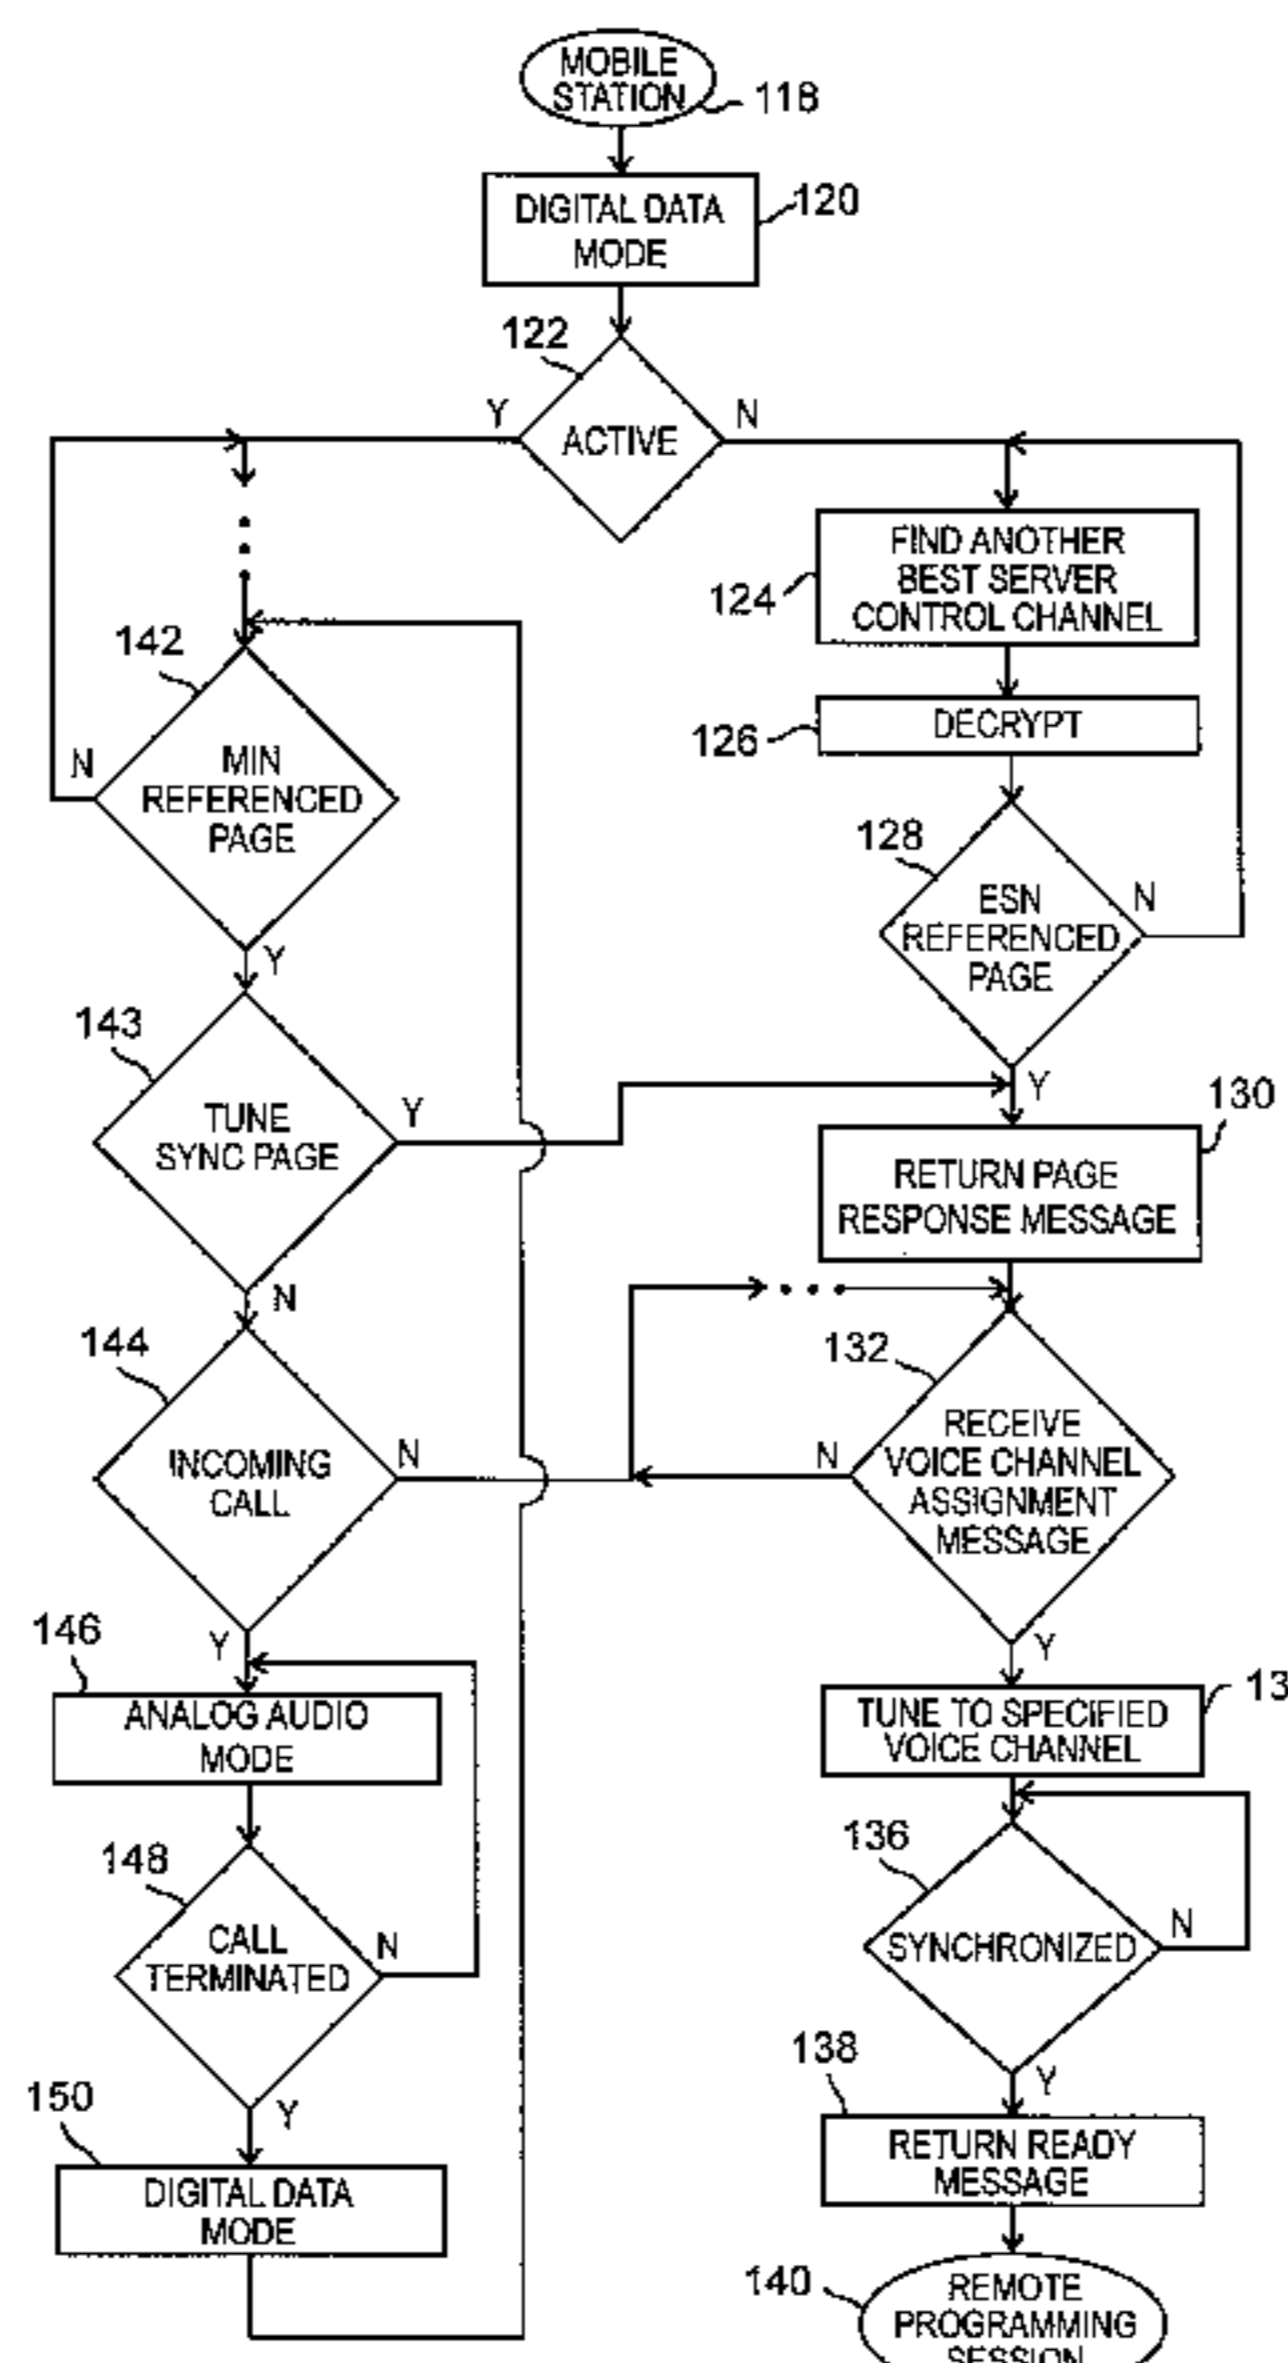 MOBILE
STATION
118
DIGITAL DATA
MODE
120
122
Y
N
ACTIVE
124
FIND ANOTHER
BEST SERVER
CONTROL CHANNEL
126
DECRYPT
142
N
MIN
REFERENCED
PAGE
Y
128
ESN
REFERENCED
PAGE
N
Y
143
TUNE
SYNC PAGE
Y
N
130
RETURN PAGE
RESPONSE MESSAGE
144
INCOMING
CALL
N
Y
132
N
RECEIVE
VOICE CHANNEL
ASSIGNMENT
MESSAGE
Y
146
ANALOG AUDIO
MODE
13
TUNE TO SPECIFIED
VOICE CHANNEL
148
CALL
TERMINATED
N
Y
136
SYNCHRONIZED
N
Y
150
DIGITAL DATA
MODE
138
RETURN READY
MESSAGE
140
REMOTE
PROGRAMMING
SESSION